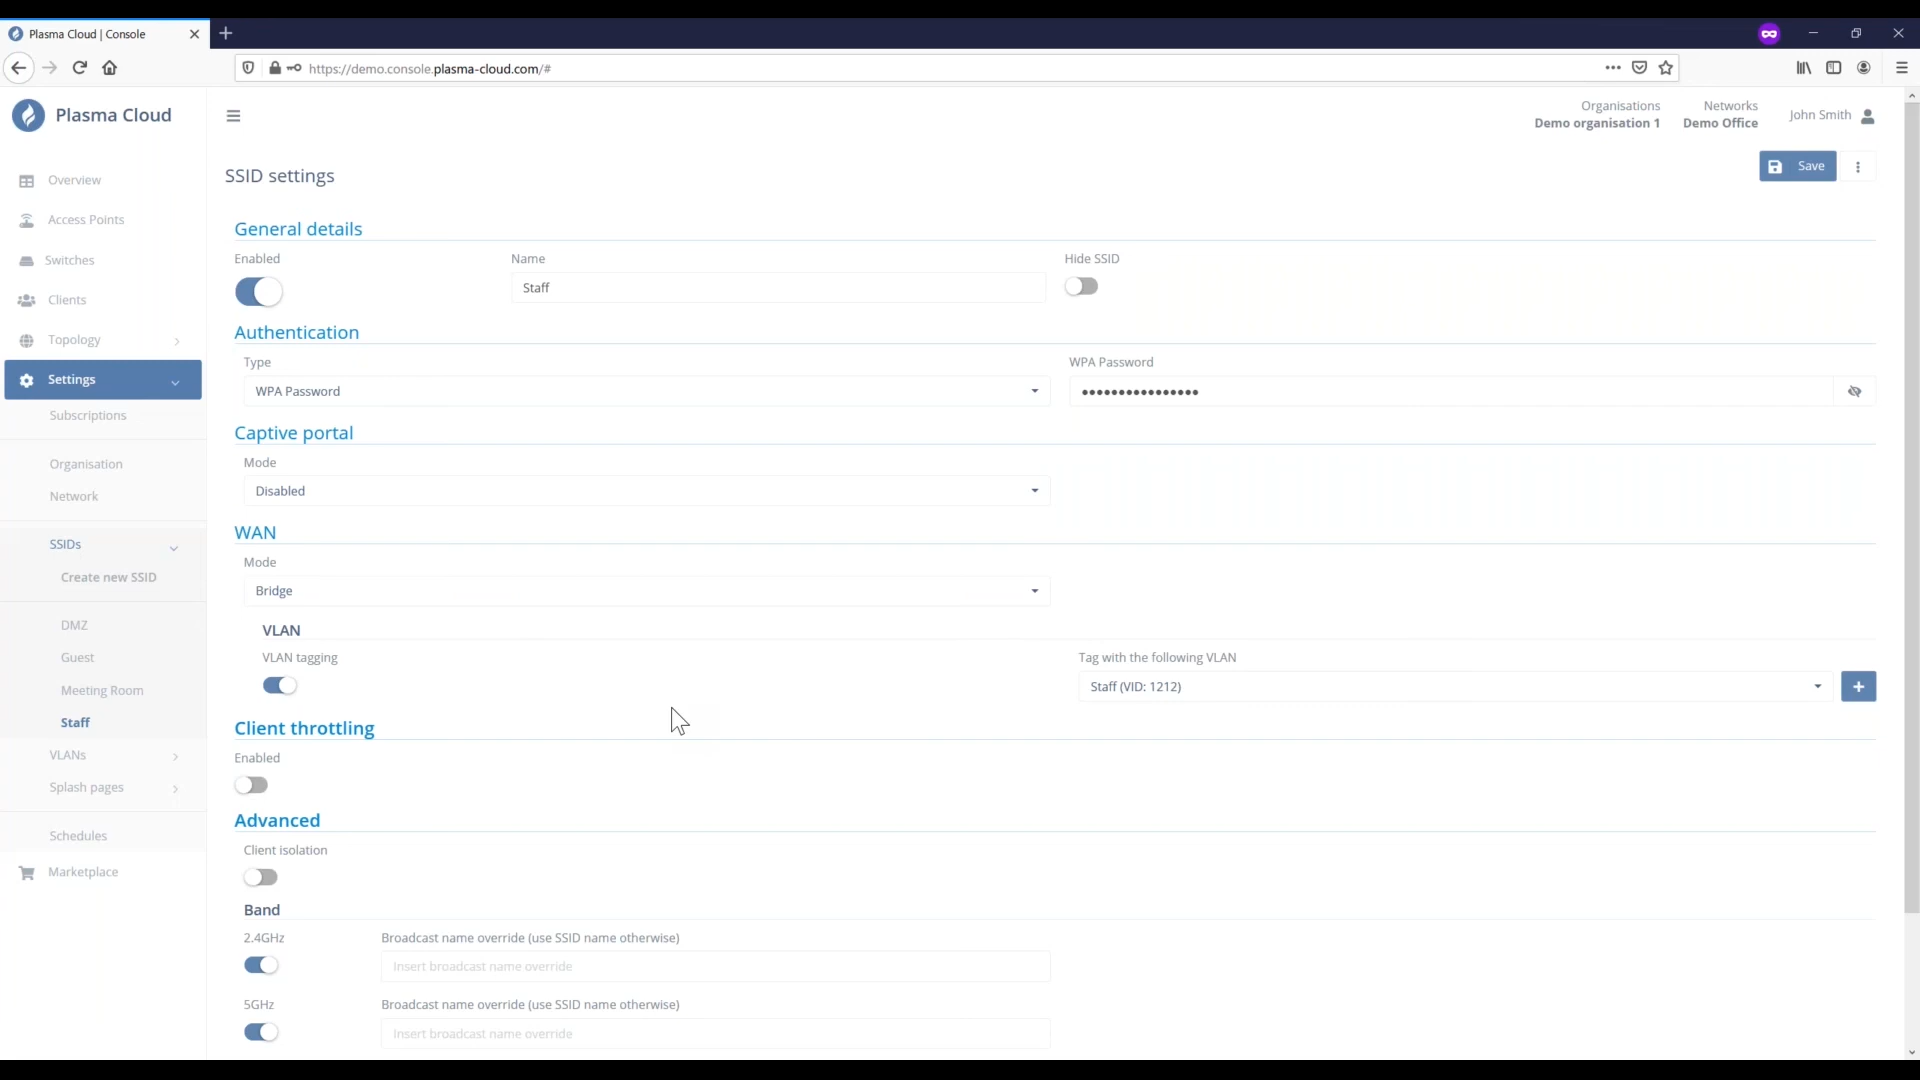 Plasma Cloud | Console
https://demo.console.plasma-cloud.com/#
Plasma Cloud
Organisations
Demo organisation 1
Networks
Demo Office
John Smith
Overview
Access Points
Switches
Clients
Topology
Settings
Subscriptions
Organisation
Network
SSIDs
Create new SSID
DMZ
Guest
Meeting Room
Staff
VLANs
Splash pages
Schedules
Marketplace
SSID settings
Save
General details
Enabled
Name
Hide SSID
Staff
Authentication
Type
WPA Password
WPA Password
••••••••••••••••
Captive portal
Mode
Disabled
WAN
Mode
Bridge
VLAN
VLAN tagging
Tag with the following VLAN
Staff (VID: 1212)
Client throttling
Enabled
Advanced
Client isolation
Band
2.4GHz
Broadcast name override (use SSID name otherwise)
Insert broadcast name override
5GHz
Broadcast name override (use SSID name otherwise)
Insert broadcast name override